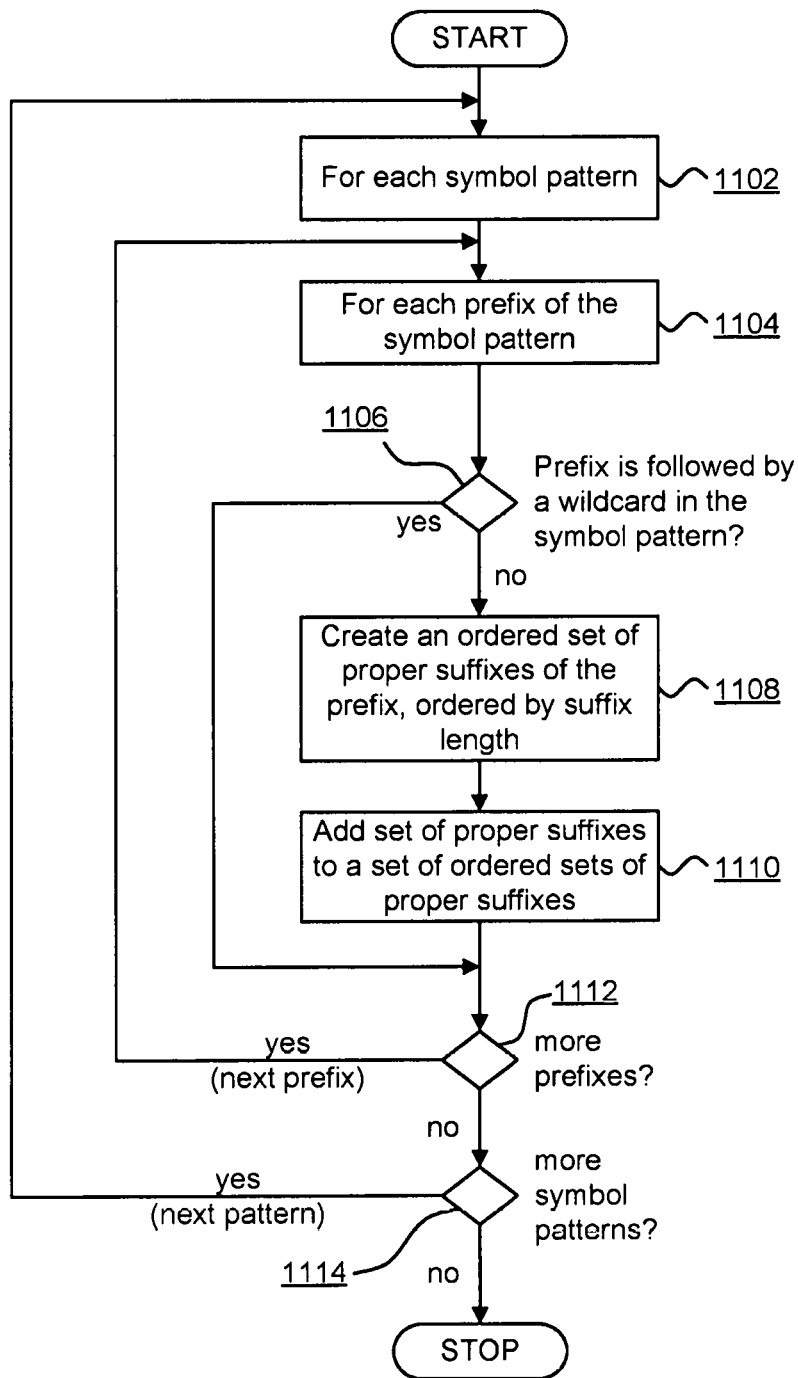 START
For each symbol pattern
1102
For each prefix of the
symbol pattern
1104
1106
Prefix is followed by
a wildcard in the
symbol pattern?
yes
no
Create an ordered set of
proper suffixes of the
prefix, ordered by suffix
length
1108
Add set of proper suffixes
to a set of ordered sets of
proper suffixes
1110
1112
yes
(next prefix)
more
prefixes?
no
yes
(next pattern)
more
symbol
patterns?
1114
no
STOP